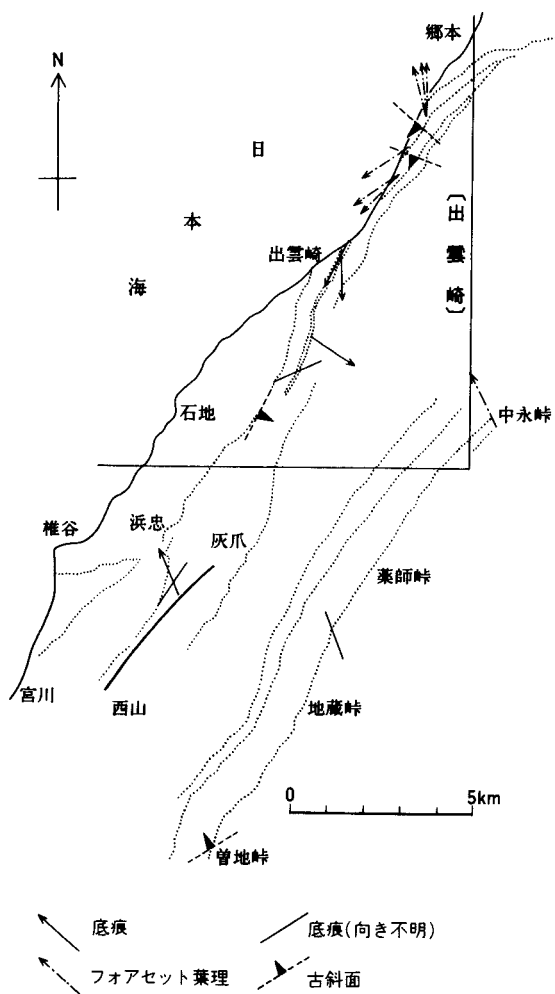 郷本
N
日本海
出雲崎
〔出雲崎〕
石地
中永峠
椎谷
浜忠
灰爪
薬師峠
宮川
西山
地蔵峠
0 5km
曽地峠
底痕
底痕(向き不明)
フォアセット葉理
古斜面